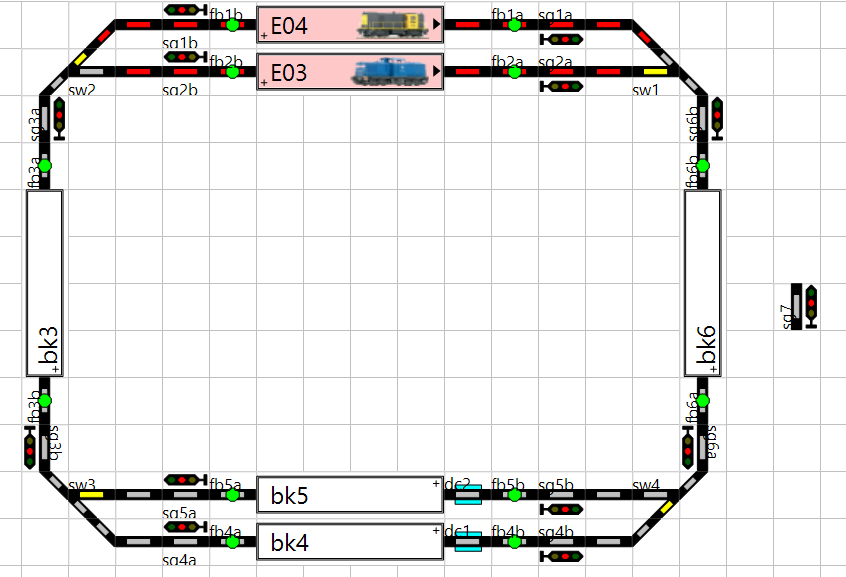 fb1b
E04
fb1a
sg1a
sg1b
fb2b
E03
fb2a
sg2a
sw2
sg2b
sw1
sg3a
sg6b
fb3a
fb6b
bk3
bk6
sg7
fb3b
fb6a
sg3b
sg6a
sw3
fb5a
bk5
dc2
fb5b
sg5b
sw4
sg5a
fb4a
bk4
dc1
fb4b
sg4b
sg4a